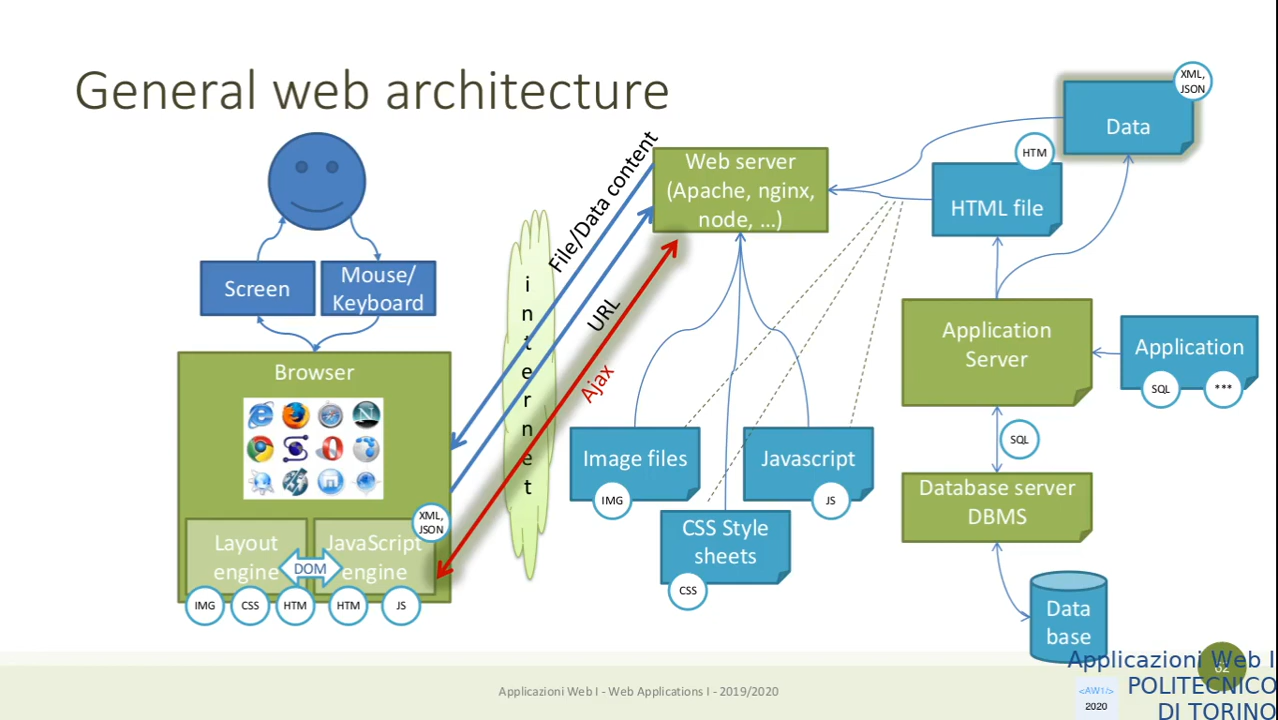 General web architecture
XML,
JSON
Data
HTM
HTML file
Web server
(Apache, nginx,
node, ...)
File/Data content
URL
Ajax
i
n
t
e
r
n
e
t
Screen
Mouse/
Keyboard
Browser
XML,
JSON
Layout
engine
DOM
JavaScript
engine
IMG
CSS
HTM
HTM
JS
Image files
IMG
Javascript
JS
CSS Style
sheets
CSS
Application
Server
Application
SQL
***
SQL
Database server
DBMS
Data
base
Applicazioni Web I - Web Applications I - 2019/2020
62
Applicazioni Web I
POLITECNICO
DI TORINO
<AW1/>
2020